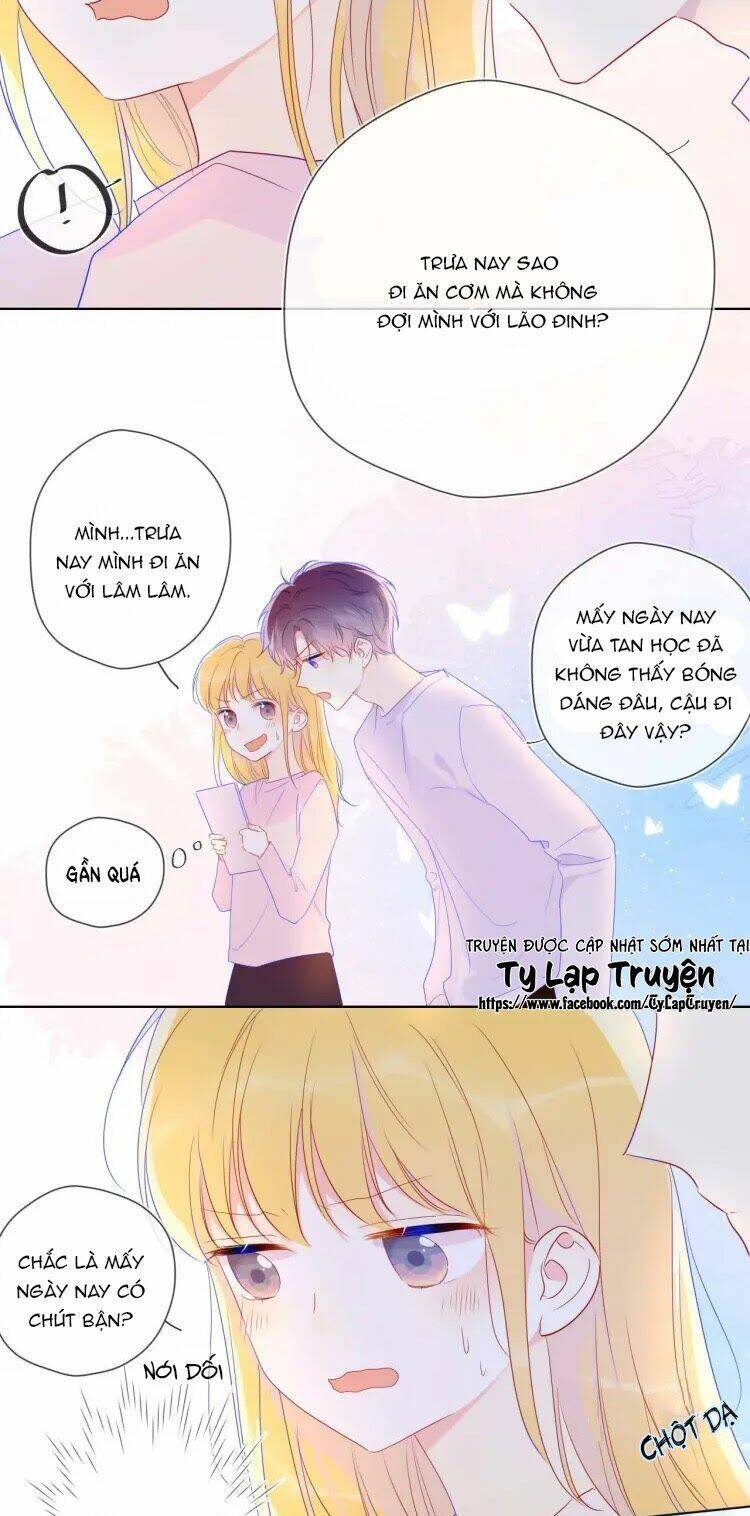 !
TRƯA NAY SAO
ĐI ĂN CƠM MÀ KHÔNG
ĐỢI MÌNH VỚI LÃO ĐINH?
MÌNH...TRƯA
NAY MÌNH ĐI ĂN
VỚI LÂM LÂM.
MẤY NGÀY NAY
VỪA TAN HỌC ĐÃ
KHÔNG THẤY BÓNG
DÁNG ĐÂU, CẬU ĐI
ĐÂY VẬY?
GẦN QUÁ
TRUYỆN ĐƯỢC CẬP NHẬT SỚM NHẤT TẠI
Ty Lạp Truyện
https://www.facebook.com/TyLapTruyen/
CHẮC LÀ MẤY
NGÀY NAY CÓ
CHÚT BẬN?
NÓI DỐI
CHỘT DẠ